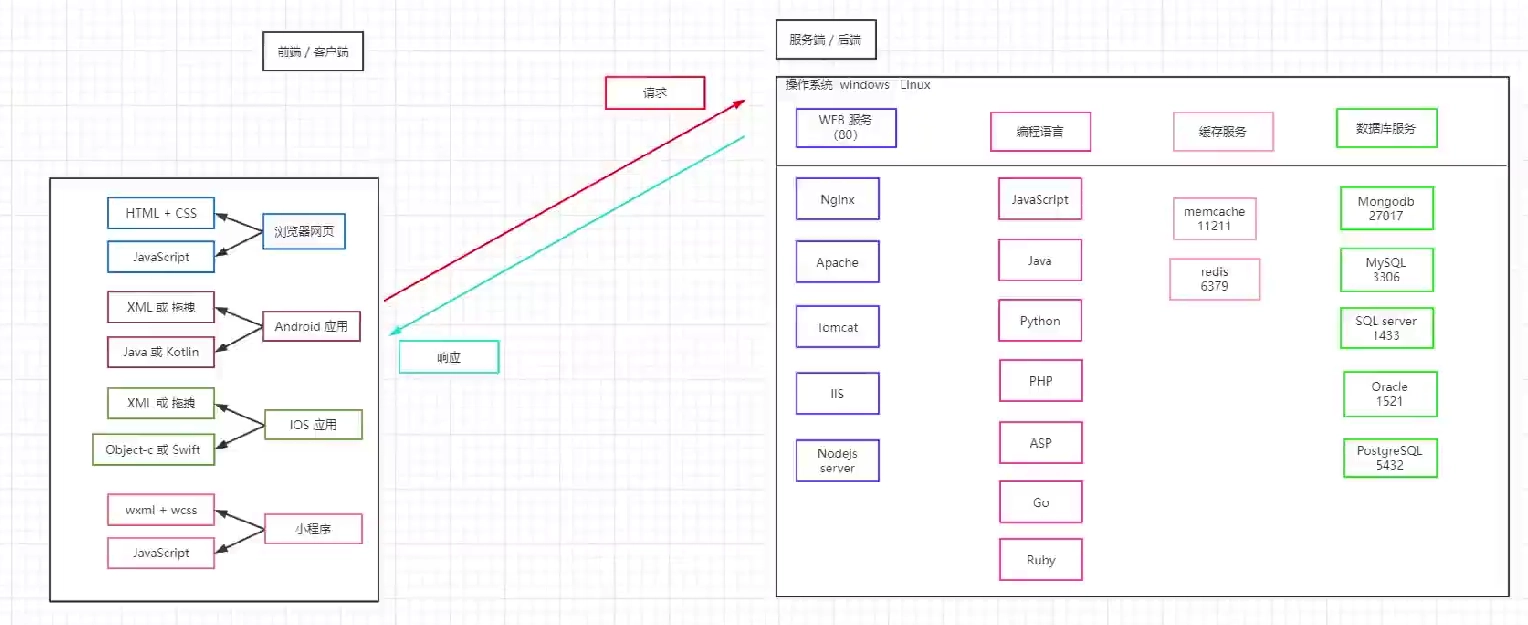 前端 / 客户端
HTML + CSS
浏览器网页
JavaScript
XML 或 拖拽
Android 应用
Java 或 Kotlin
XML 或 拖拽
IOS 应用
Object-c 或 Swift
wxml + wcss
小程序
JavaScript
请求
响应
服务端 / 后端
操作系统 windows Linux
WEB 服务
（80）
编程语言
缓存服务
数据库服务
Nginx
Apache
Tomcat
IIS
Nodejs
server
JavaScript
Java
Python
PHP
ASP
Go
Ruby
memcache
11211
redis
6379
Mongodb
27017
MySQL
3306
SQL server
1433
Oracle
1521
PostgreSQL
5432